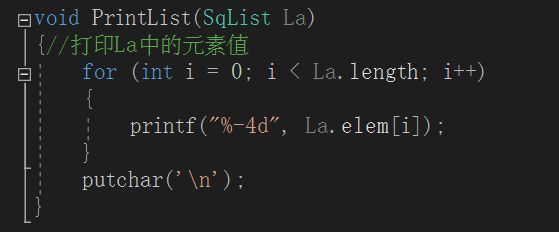 void PrintList(SqList La)
{//打印La中的元素值
for (int i = 0; i < La.length; i++)
{
printf("%-4d", La.elem[i]);
}
putchar('\n');
}